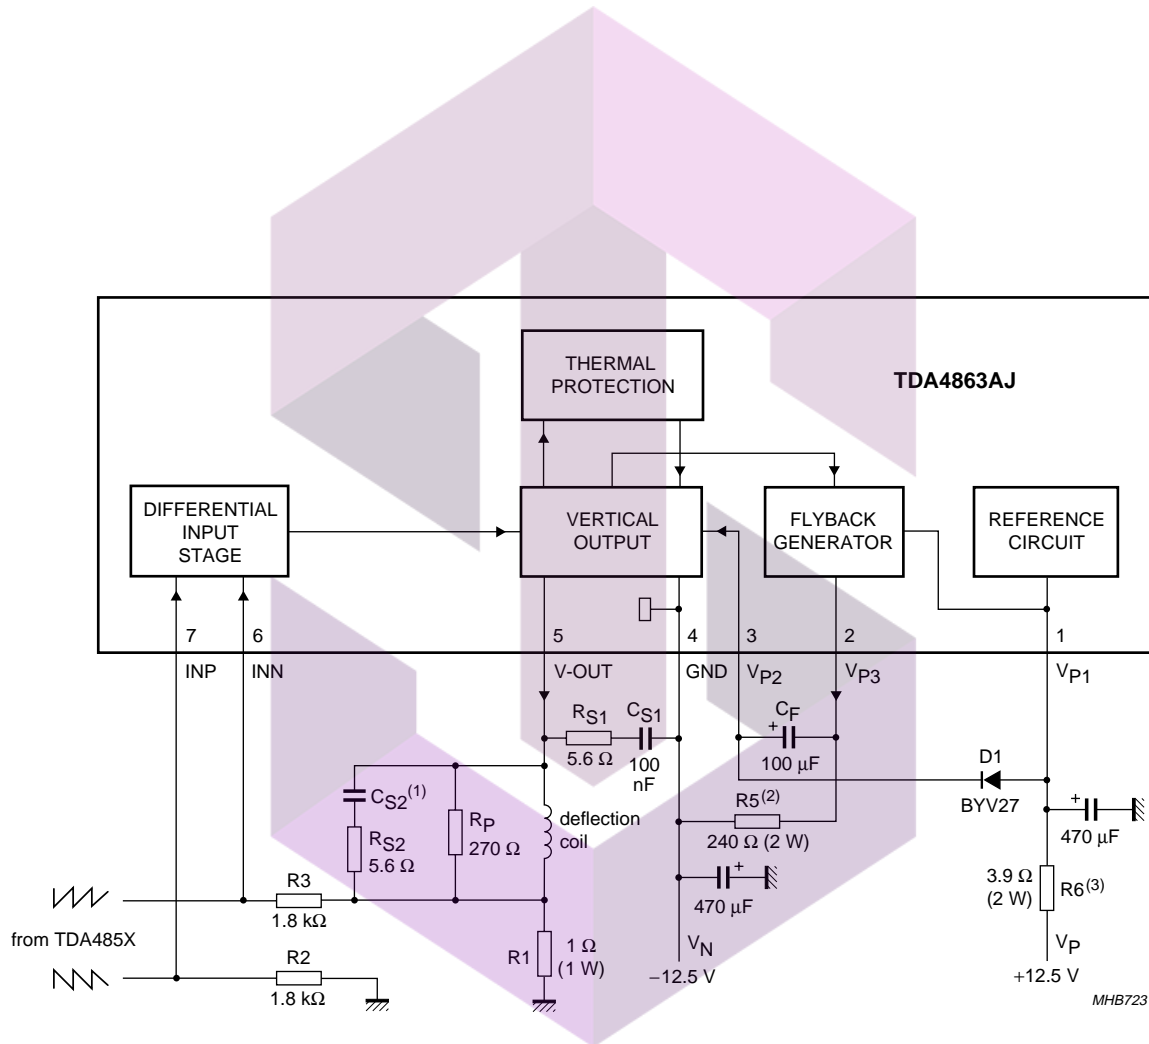 THERMAL
PROTECTION
TDA4863AJ
DIFFERENTIAL
INPUT
STAGE
VERTICAL
OUTPUT
FLYBACK
GENERATOR
REFERENCE
CIRCUIT
7
6
5
4
3
2
1
INP
INN
V-OUT
GND
VP2
VP3
VP1
RS1
5.6 Ω
CS1
100
nF
CF
+
100 µF
D1
BYV27
CS2(1)
RS2
5.6 Ω
RP
270 Ω
deflection
coil
R5(2)
240 Ω (2 W)
+
470 µF
+
470 µF
3.9 Ω
(2 W)
R6(3)
R3
1.8 kΩ
from TDA485X
R2
1.8 kΩ
R1
1 Ω
(1 W)
VN
−12.5 V
VP
+12.5 V
MHB723